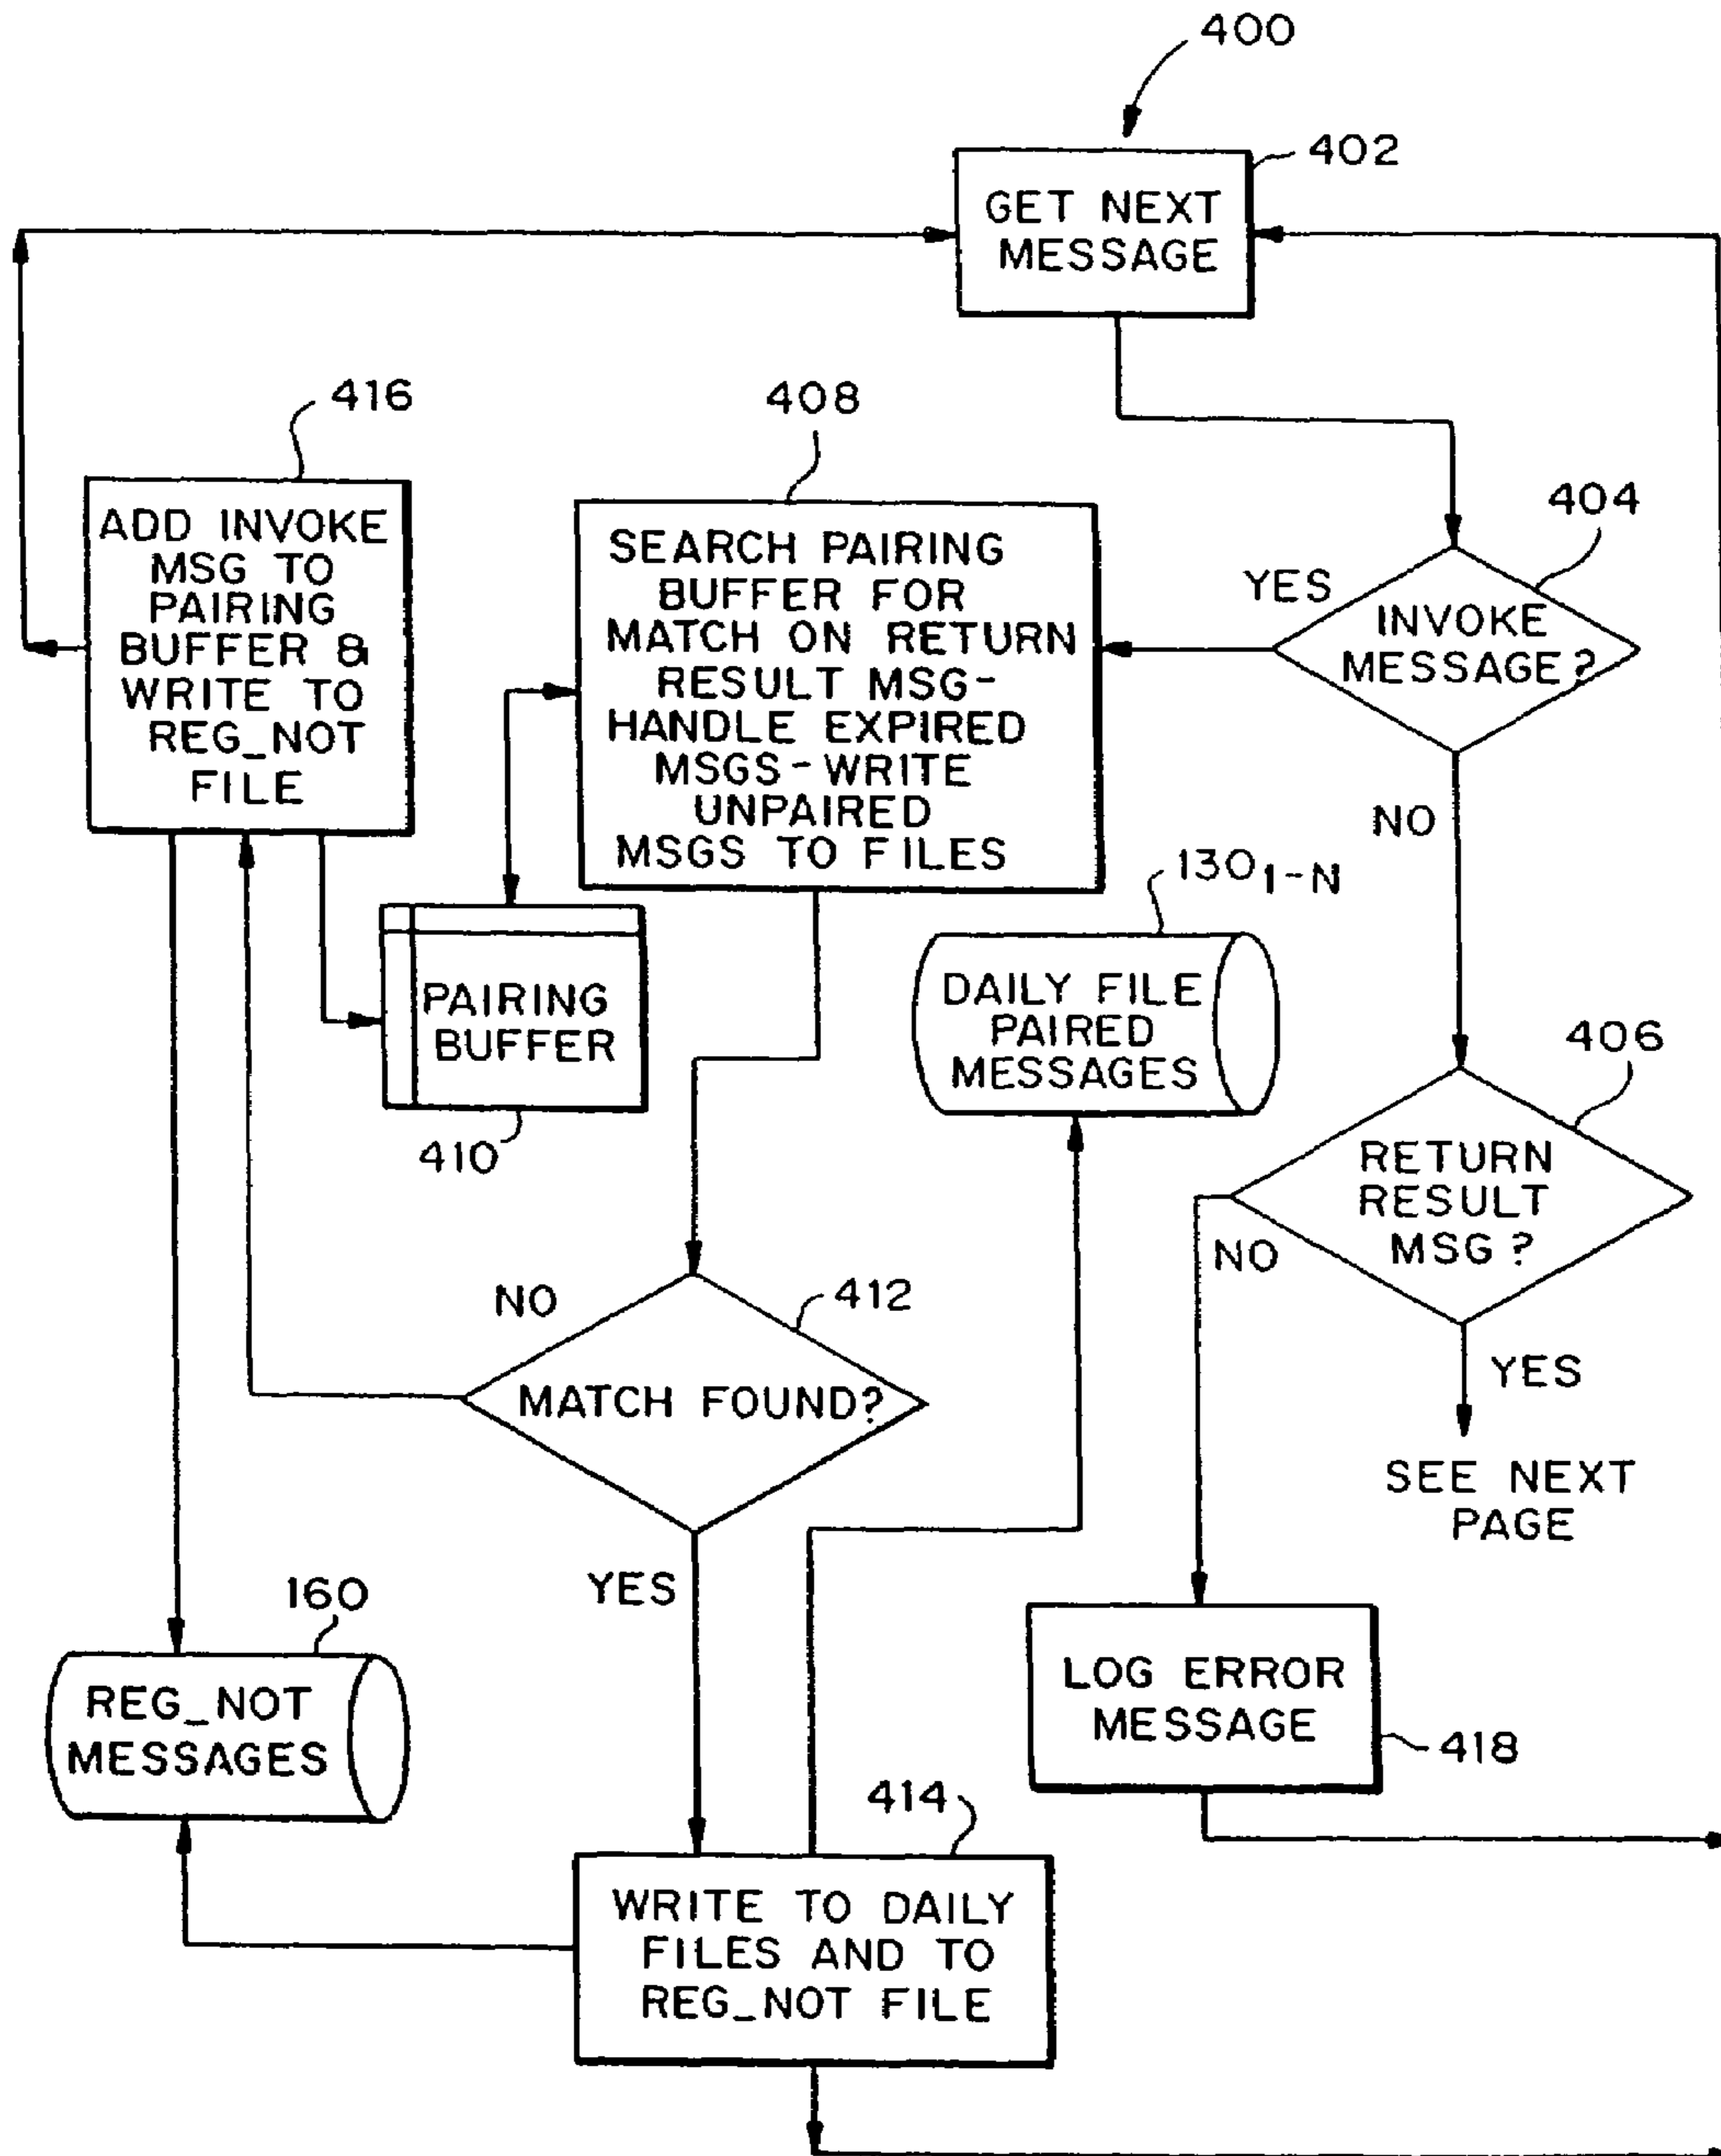 400
402
GET NEXT
MESSAGE
416
408
404
ADD INVOKE
MSG TO
PAIRING
BUFFER &
WRITE TO
REG_NOT
FILE
SEARCH PAIRING
BUFFER FOR
MATCH ON RETURN
RESULT MSG-
HANDLE EXPIRED
MSGS-WRITE
UNPAIRED
MSGS TO FILES
YES
INVOKE
MESSAGE?
NO
130₁₋N
PAIRING
BUFFER
410
DAILY FILE
PAIRED
MESSAGES
406
RETURN
RESULT
MSG?
NO
YES
SEE NEXT
PAGE
NO
412
MATCH FOUND?
YES
160
REG_NOT
MESSAGES
LOG ERROR
MESSAGE
418
414
WRITE TO DAILY
FILES AND TO
REG_NOT FILE